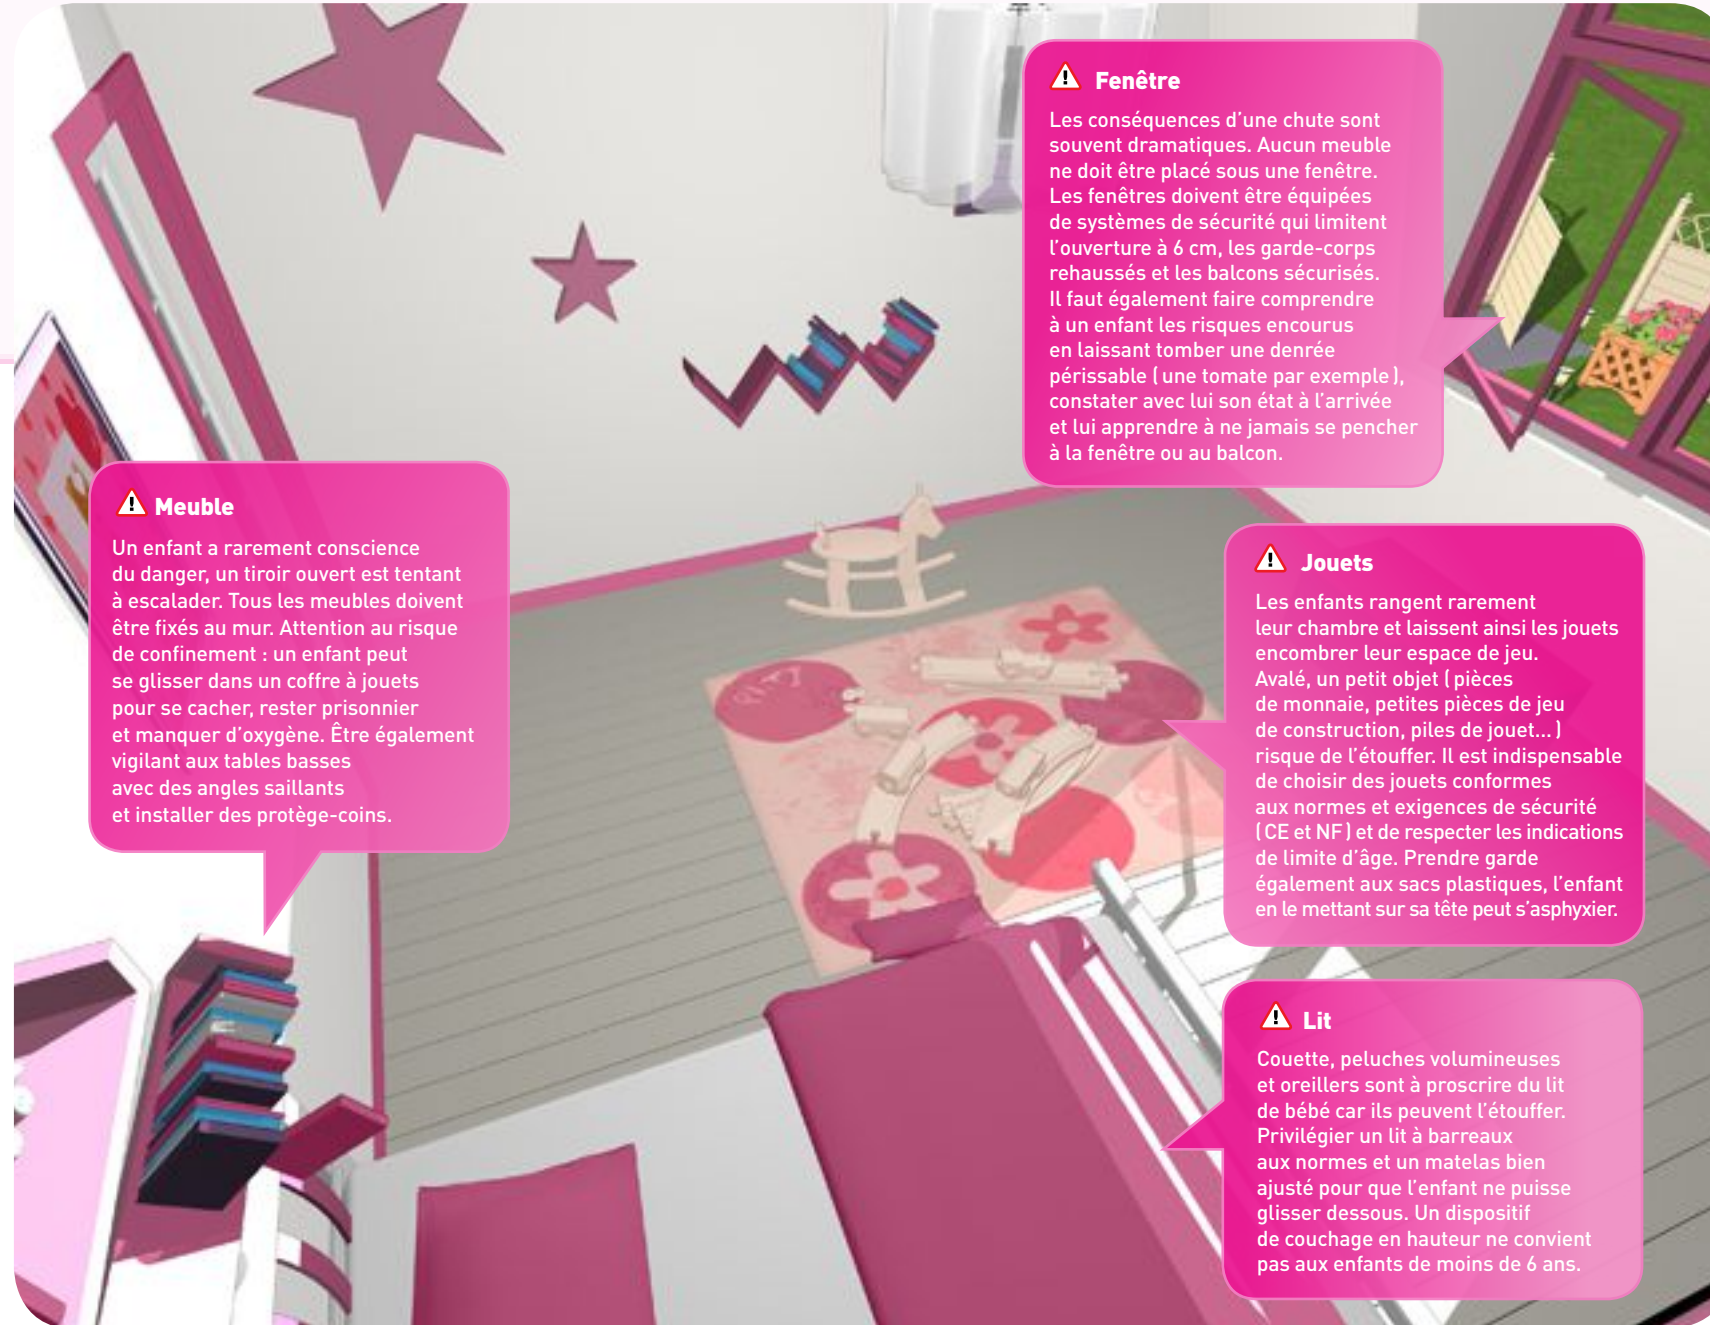 Fenêtre
Les conséquences d'une chute sont
souvent dramatiques. Aucun meuble
ne doit être placé sous une fenêtre.
Les fenêtres doivent être équipées
de systèmes de sécurité qui limitent
l'ouverture à 6 cm, les garde-corps
rehaussés et les balcons sécurisés.
Il faut également faire comprendre
à un enfant les risques encourus
en laissant tomber une denrée
périssable (une tomate par exemple),
constater avec lui son état à l'arrivée
et lui apprendre à ne jamais se pencher
à la fenêtre ou au balcon.
Meuble
Un enfant a rarement conscience
du danger, un tiroir ouvert est tentant
à escalader. Tous les meubles doivent
être fixés au mur. Attention au risque
de confinement : un enfant peut
se glisser dans un coffre à jouets
pour se cacher, rester prisonnier
et manquer d'oxygène. Être également
vigilant aux tables basses
avec des angles saillants
et installer des protège-coins.
Jouets
Les enfants rangent rarement
leur chambre et laissent ainsi les jouets
encombrer leur espace de jeu.
Avalé, un petit objet (pièces
de monnaie, petites pièces de jeu
de construction, piles de jouet...)
risque de l'étouffer. Il est indispensable
de choisir des jouets conformes
aux normes et exigences de sécurité
(CE et NF) et de respecter les indications
de limite d'âge. Prendre garde
également aux sacs plastiques, l'enfant
en le mettant sur sa tête peut s'asphyxier.
Lit
Couette, peluches volumineuses
et oreillers sont à proscrire du lit
de bébé car ils peuvent l'étouffer.
Privilégier un lit à barreaux
aux normes et un matelas bien
ajusté pour que l'enfant ne puisse
glisser dessous. Un dispositif
de couchage en hauteur ne convient
pas aux enfants de moins de 6 ans.